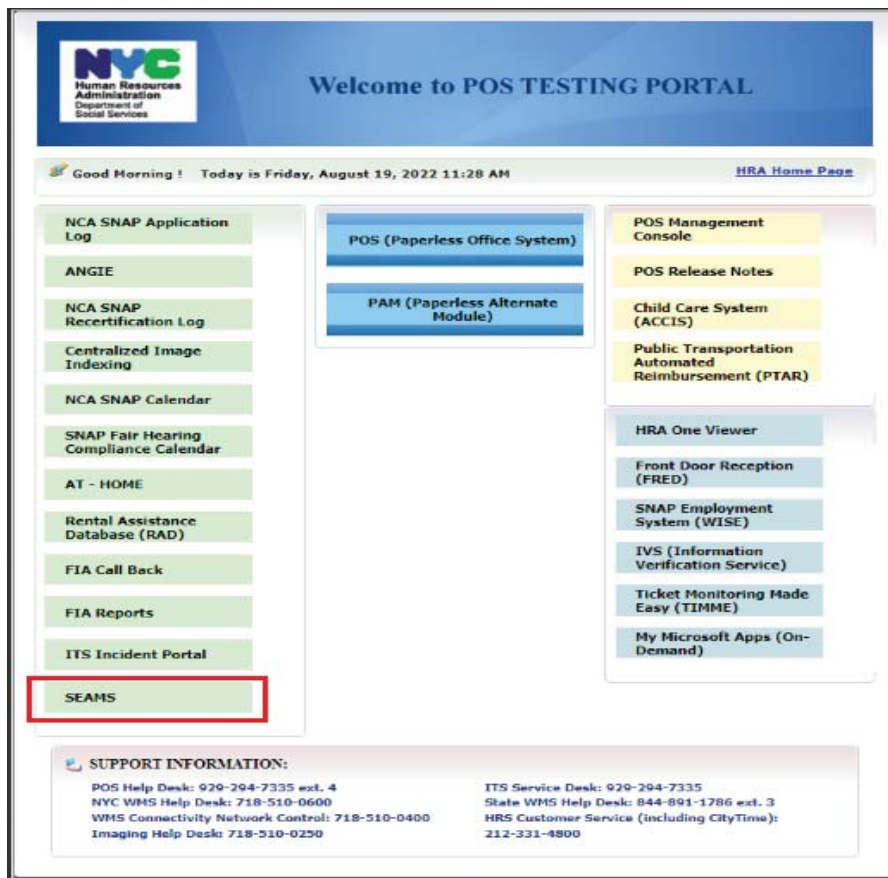 NYC
Human Resources
Administration
Department of
Social Services
Welcome to POS TESTING PORTAL
Good Morning ! Today is Friday, August 19, 2022 11:28 AM
HRA Home Page
NCA SNAP Application
Log
ANGIE
NCA SNAP
Recertification Log
Centralized Image
Indexing
NCA SNAP Calendar
SNAP Fair Hearing
Compliance Calendar
AT - HOME
Rental Assistance
Database (RAD)
FIA Call Back
FIA Reports
ITS Incident Portal
SEAMS
POS (Paperless Office System)
PAM (Paperless Alternate
Module)
POS Management
Console
POS Release Notes
Child Care System
(ACCIS)
Public Transportation
Automated
Reimbursement (PTAR)
HRA One Viewer
Front Door Reception
(FRED)
SNAP Employment
System (WISE)
IVS (Information
Verification Service)
Ticket Monitoring Made
Easy (TIMME)
My Microsoft Apps (On-
Demand)
SUPPORT INFORMATION:
POS Help Desk: 929-294-7335 ext. 4
NYC WMS Help Desk: 718-510-0600
WMS Connectivity Network Control: 718-510-0400
Imaging Help Desk: 718-510-0250
ITS Service Desk: 929-294-7335
State WMS Help Desk: 844-891-1786 ext. 3
HRS Customer Service (including CityTime):
212-331-4800